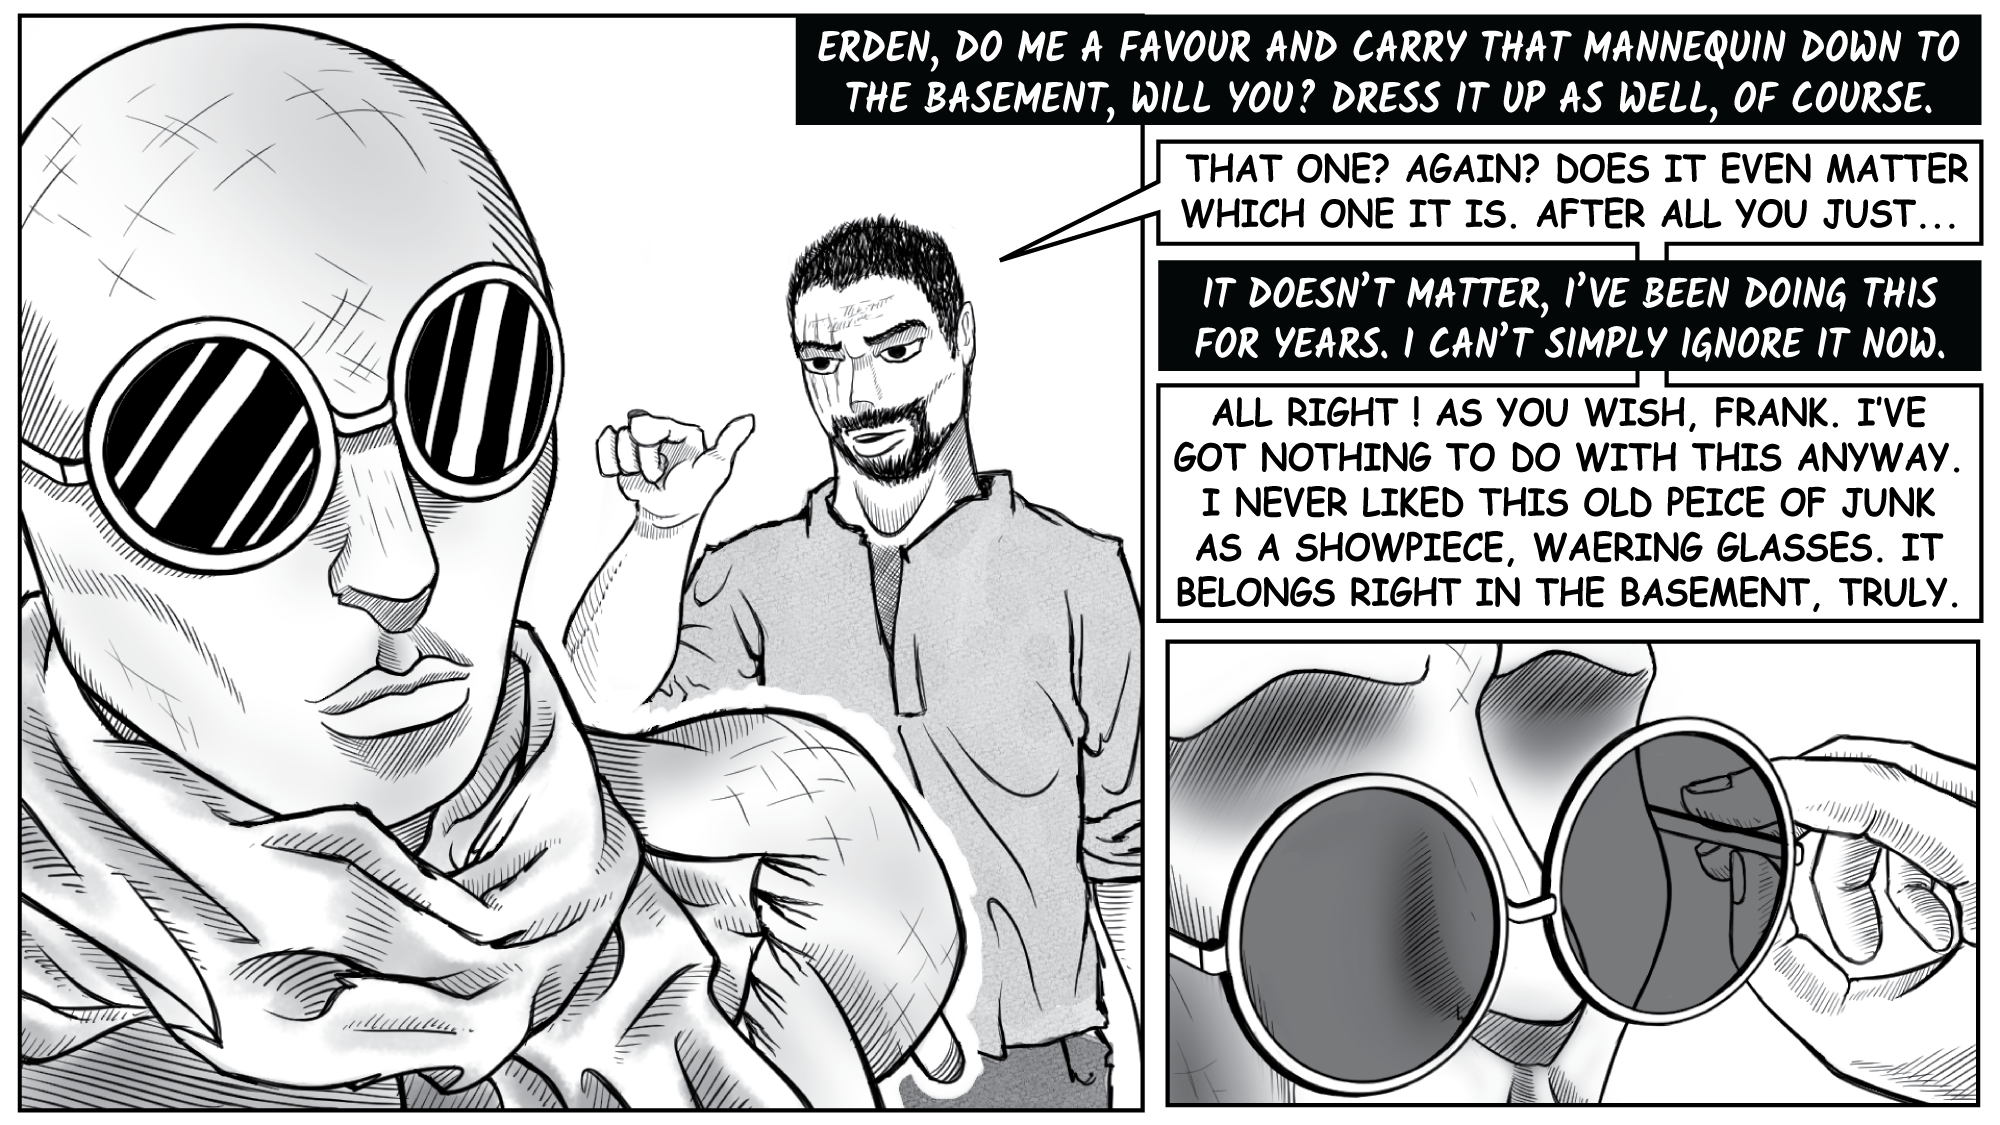 ERDEN, DO ME A FAVOUR AND CARRY THAT MANNEQUIN DOWN TO
THE BASEMENT, WILL YOU? DRESS IT UP AS WELL, OF COURSE.
THAT ONE? AGAIN? DOES IT EVEN MATTER
WHICH ONE IT IS. AFTER ALL YOU JUST...
IT DOESN'T MATTER, I'VE BEEN DOING THIS
FOR YEARS. I CAN'T SIMPLY IGNORE IT NOW.
ALL RIGHT ! AS YOU WISH, FRANK. I'VE
GOT NOTHING TO DO WITH THIS ANYWAY.
I NEVER LIKED THIS OLD PEICE OF JUNK
AS A SHOWPIECE, WAERING GLASSES. IT
BELONGS RIGHT IN THE BASEMENT, TRULY.